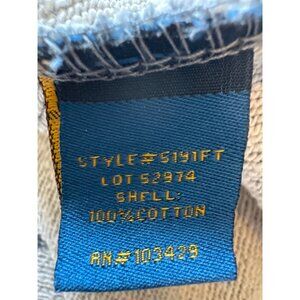 STYLE#5191FT
LOT 52974
SHELL:
100%COTTON
RN#103429